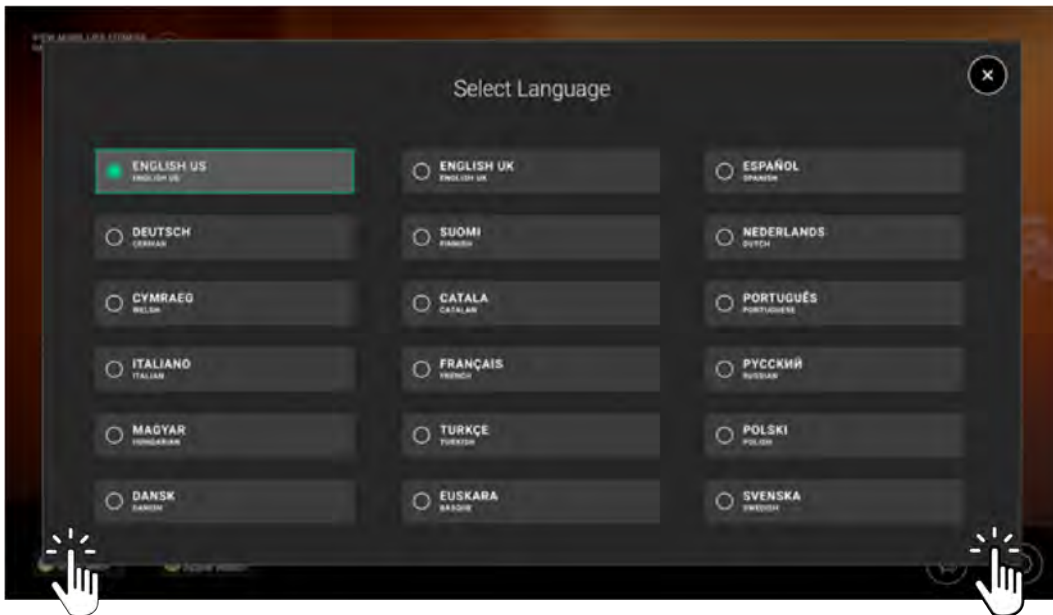 Select Language
ENGLISH US
ENGLISH US
ENGLISH UK
ENGLISH UK
ESPAÑOL
SPANISH
DEUTSCH
GERMAN
SUOMI
FINNISH
NEDERLANDS
DUTCH
CYMRAEG
WELSH
CATALA
CATALAN
PORTUGUÊS
PORTUGUESE
ITALIANO
ITALIAN
FRANÇAIS
FRENCH
РУССКИЙ
RUSSIAN
MAGYAR
HUNGARIAN
TURKÇE
TURKISH
POLSKI
POLISH
DANSK
DANISH
EUSKARA
BASQUE
SVENSKA
SWEDISH